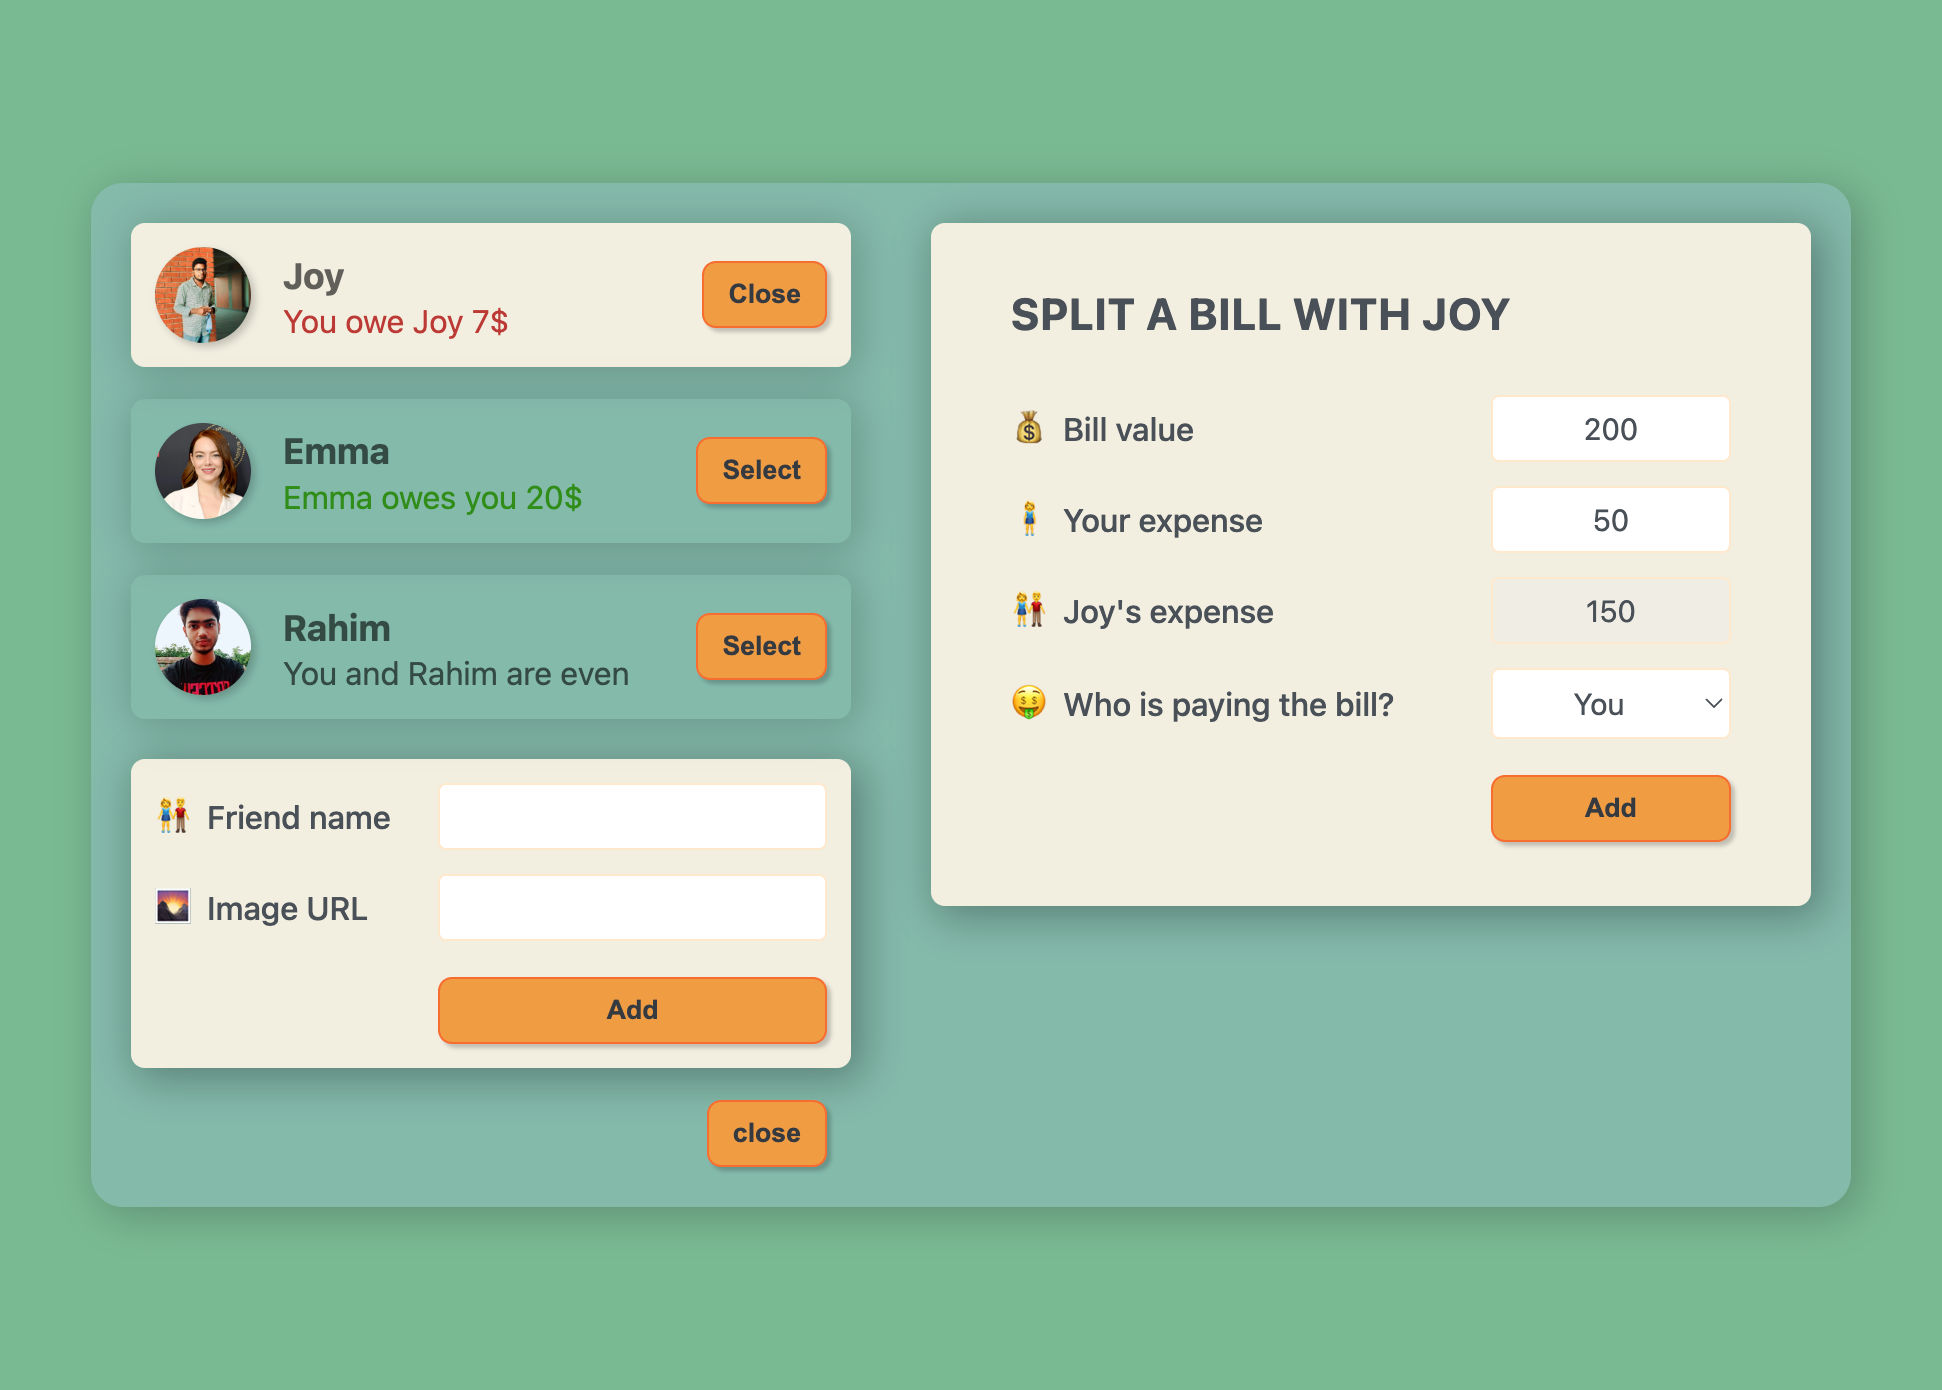 Joy
You owe Joy 7$
Close
Emma
Emma owes you 20$
Select
Rahim
You and Rahim are even
Select
Friend name
Image URL
Add
close
SPLIT A BILL WITH JOY
Bill value
200
Your expense
50
Joy's expense
150
Who is paying the bill?
You
Add